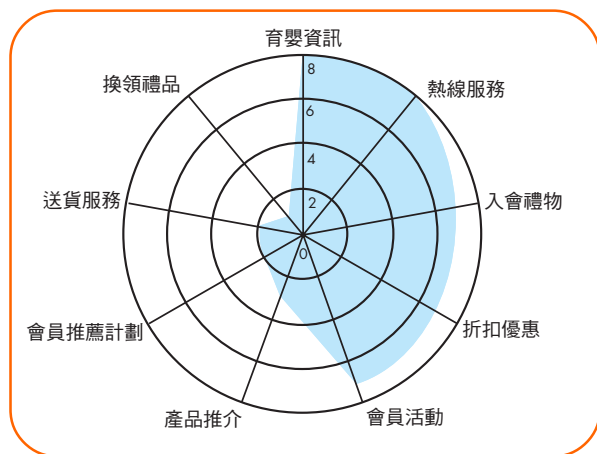 育嬰資訊
8
換領禮品
熱線服務
6
4
送貨服務
2
入會禮物
0
會員推薦計劃
折扣優惠
產品推介
會員活動